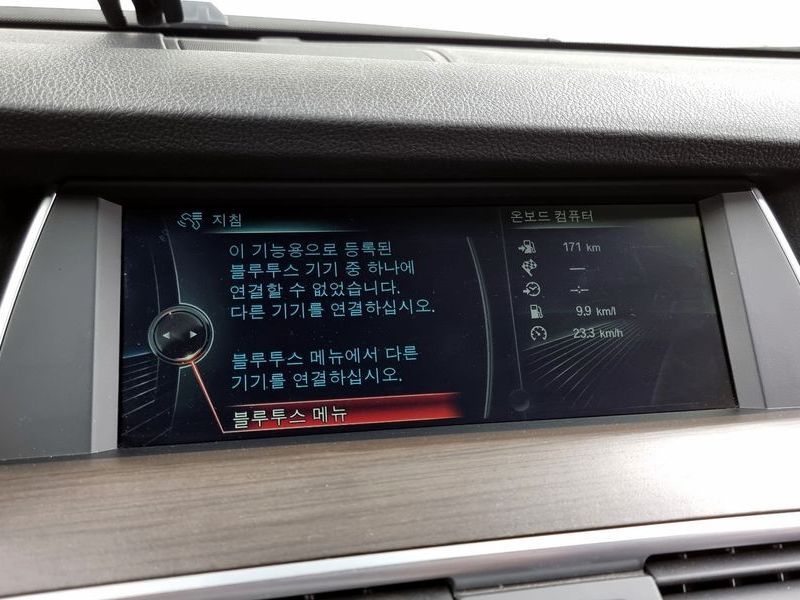 지침
이 기능용으로 등록된
블루투스 기기 중 하나에
연결할 수 없었습니다.
다른 기기를 연결하십시오.
블루투스 메뉴에서 다른
기기를 연결하십시오.
블루투스 메뉴
온보드 컴퓨터
171 km
---
-:-
9.9 km/l
23.3 km/h